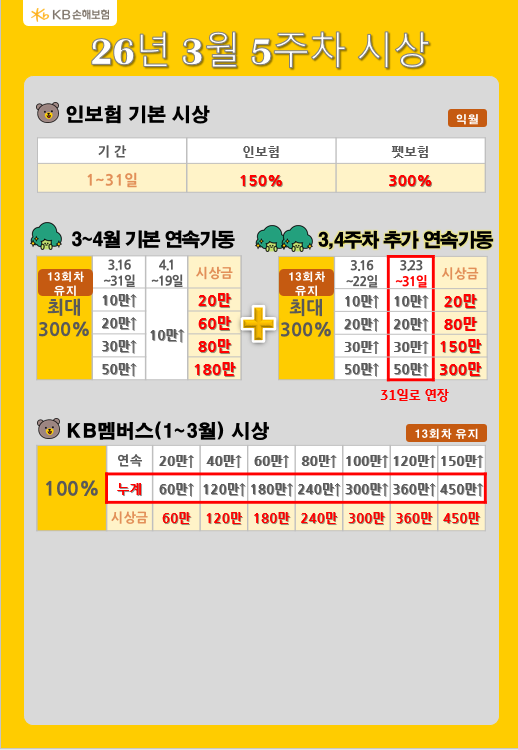 KB손해보험
26년 3월 5주차 시상
인보험 기본 시상
익월
기 간 인보험 펫보험
1~31일 150% 300%
3~4월 기본 연속가동
13회차
유지
최대
300%
3.16
~31일 4.1
~19일 시상금
10만↑ 10만↑ 20만
20만↑ 60만
30만↑ 80만
50만↑ 180만
3,4주차 추가 연속가동
13회차
유지
최대
300%
3.16
~22일 3.23
~31일 시상금
10만↑ 10만↑ 20만
20만↑ 20만↑ 80만
30만↑ 30만↑ 150만
50만↑ 50만↑ 300만
31일로 연장
KB멤버스(1~3월) 시상
13회차 유지
100%
연속 20만↑ 40만↑ 60만↑ 80만↑ 100만↑ 120만↑ 150만↑
누계 60만↑ 120만↑ 180만↑ 240만↑ 300만↑ 360만↑ 450만↑
시상금 60만 120만 180만 240만 300만 360만 450만